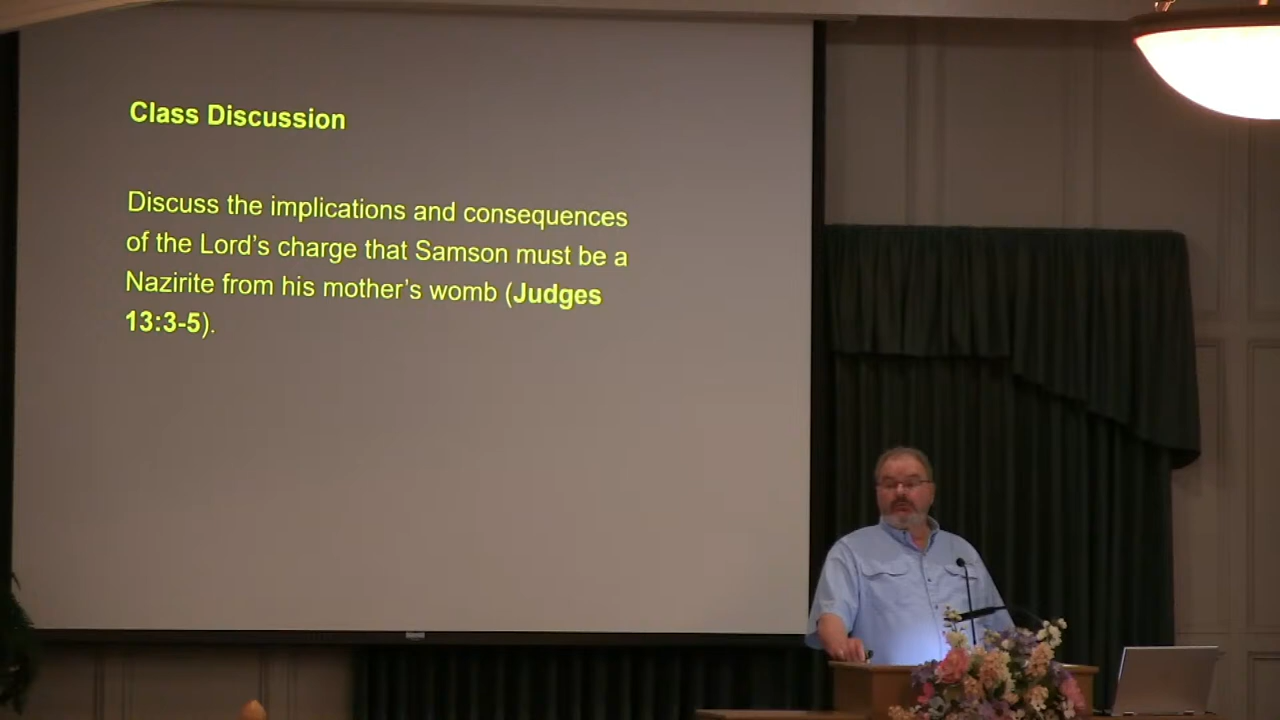 Class Discussion
Discuss the implications and consequences
of the Lord’s charge that Samson must be a
Nazirite from his mother’s womb (Judges
13:3-5).